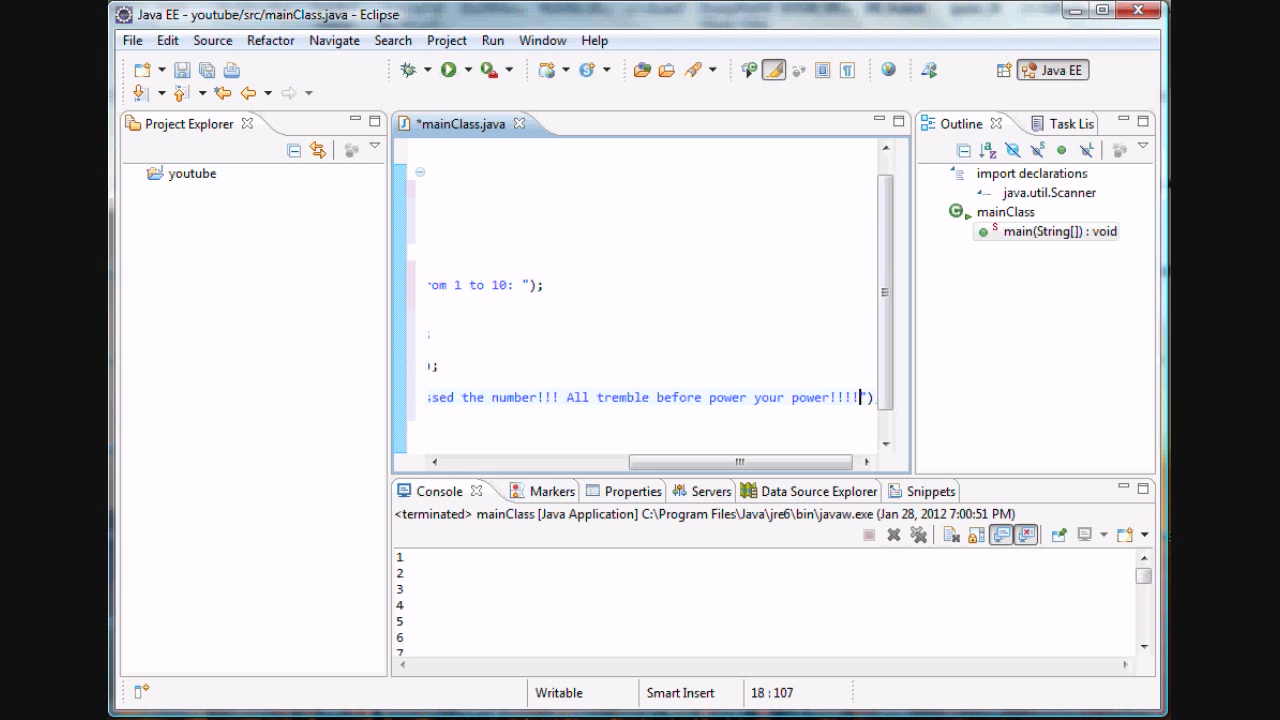 Java EE - youtube/src/mainClass.java - Eclipse
File Edit Source Refactor Navigate Search Project Run Window Help
Java EE
Project Explorer
*mainClass.java
Outline
Task Lis
youtube
import declarations
java.util.Scanner
mainClass
main(String[]) : void
rom 1 to 10: ");
;
);
ssed the number!!! All tremble before power your power!!!!")
Console Markers Properties Servers Data Source Explorer Snippets
<terminated> mainClass [Java Application] C:\Program Files\Java\jre6\bin\javaw.exe (Jan 28, 2012 7:00:51 PM)
1
2
3
4
5
6
7
Writable Smart Insert 18 : 107